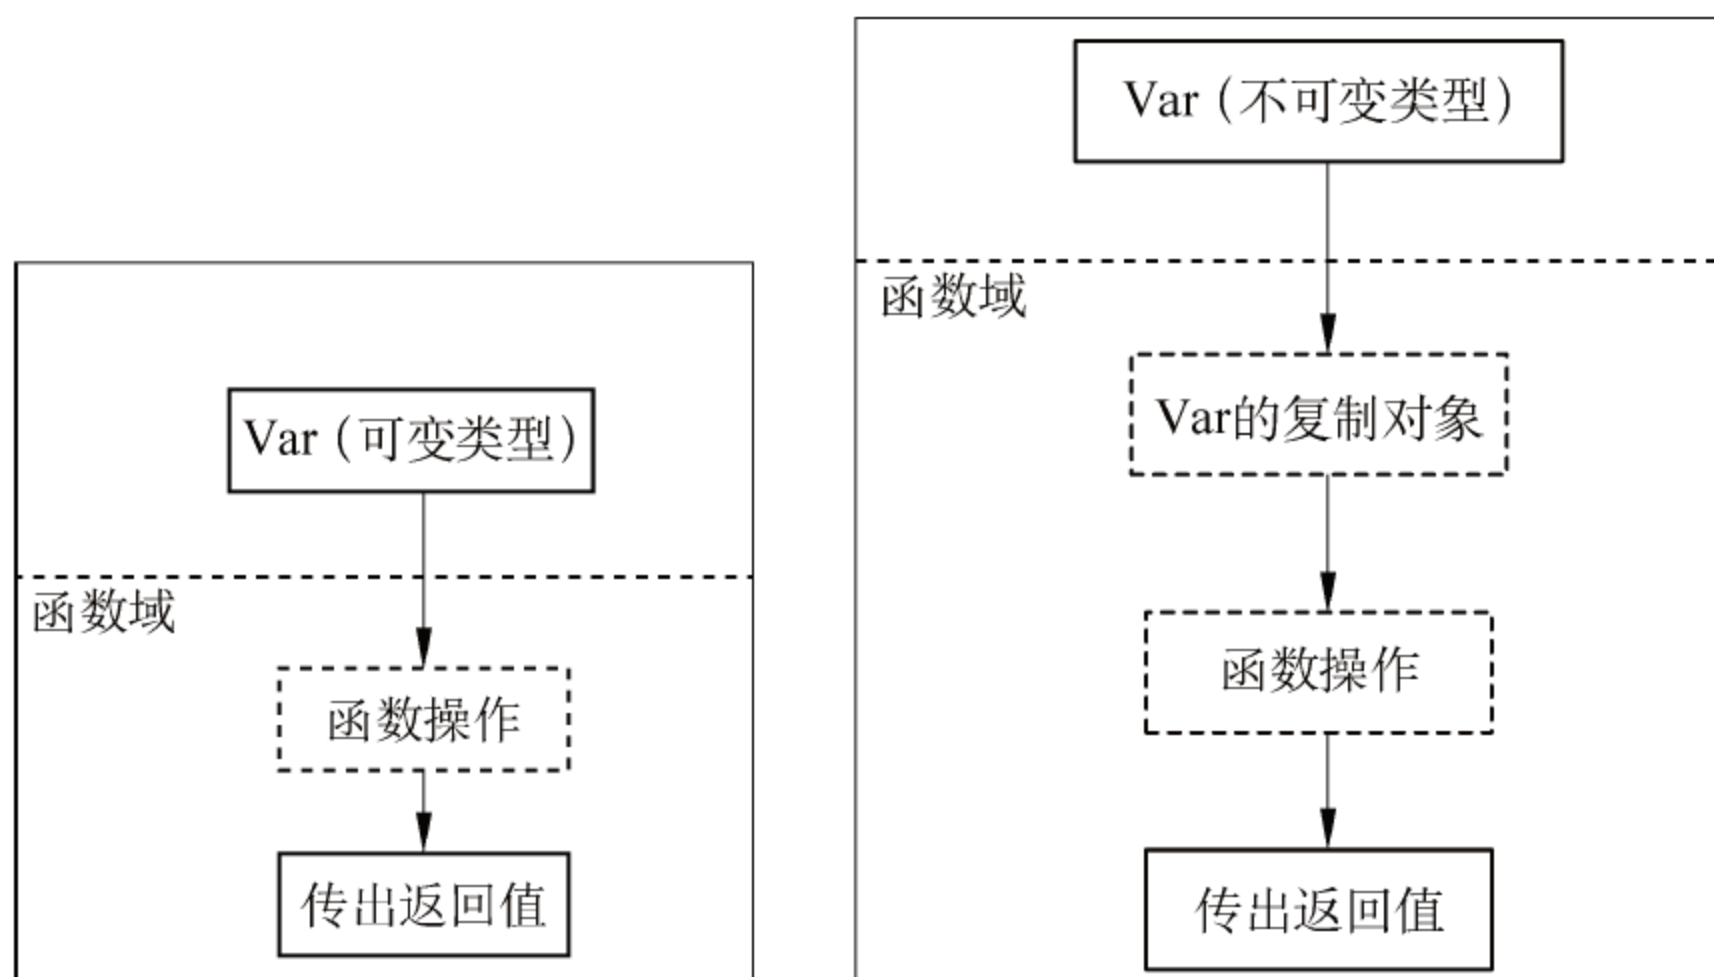 Var（可变类型）
函数域
函数操作
传出返回值
Var（不可变类型）
函数域
Var的复制对象
函数操作
传出返回值